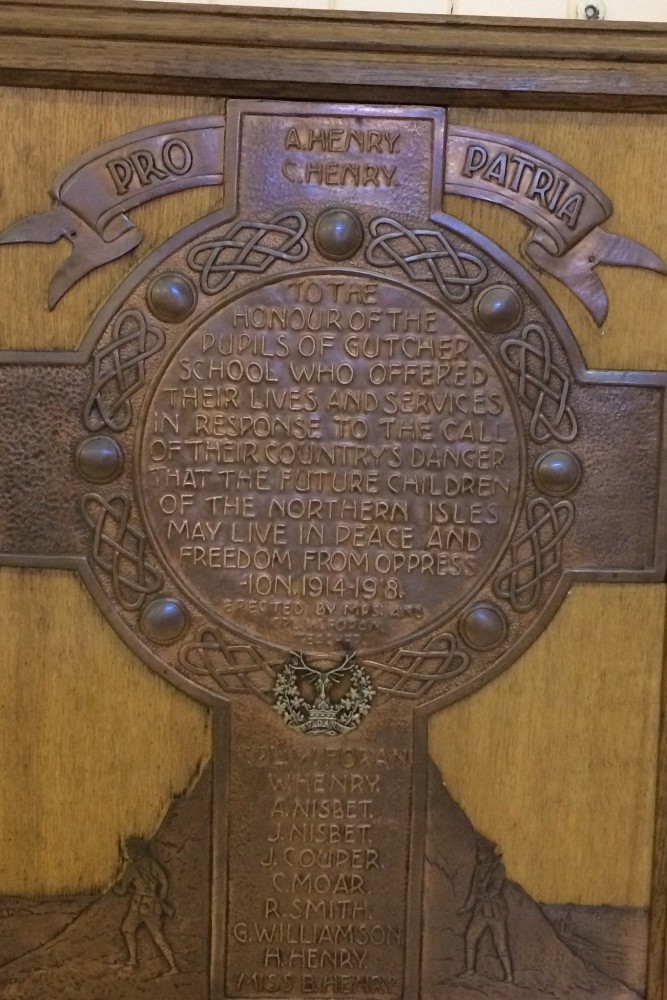 A. HENRY.
C. HENRY.
PRO
PATRIA
TO THE
HONOUR OF THE
PUPILS OF GUTCHER
SCHOOL WHO OFFERED
THEIR LIVES AND SERVICES
IN RESPONSE TO THE CALL
OF THEIR COUNTRY'S DANGER
THAT THE FUTURE CHILDREN
OF THE NORTHERN ISLES
MAY LIVE IN PEACE AND
FREEDOM FROM OPPRESS
-ION. 1914-1918.
ERECTED BY MRS. AND
CPL. W. FORAN
CPL. W. FORAN
W. HENRY.
A. NISBET.
J. NISBET.
J. COUPER.
C. MOAR.
R. SMITH.
G. WILLIAMSON
H. HENRY.
MISS B. HENRY.